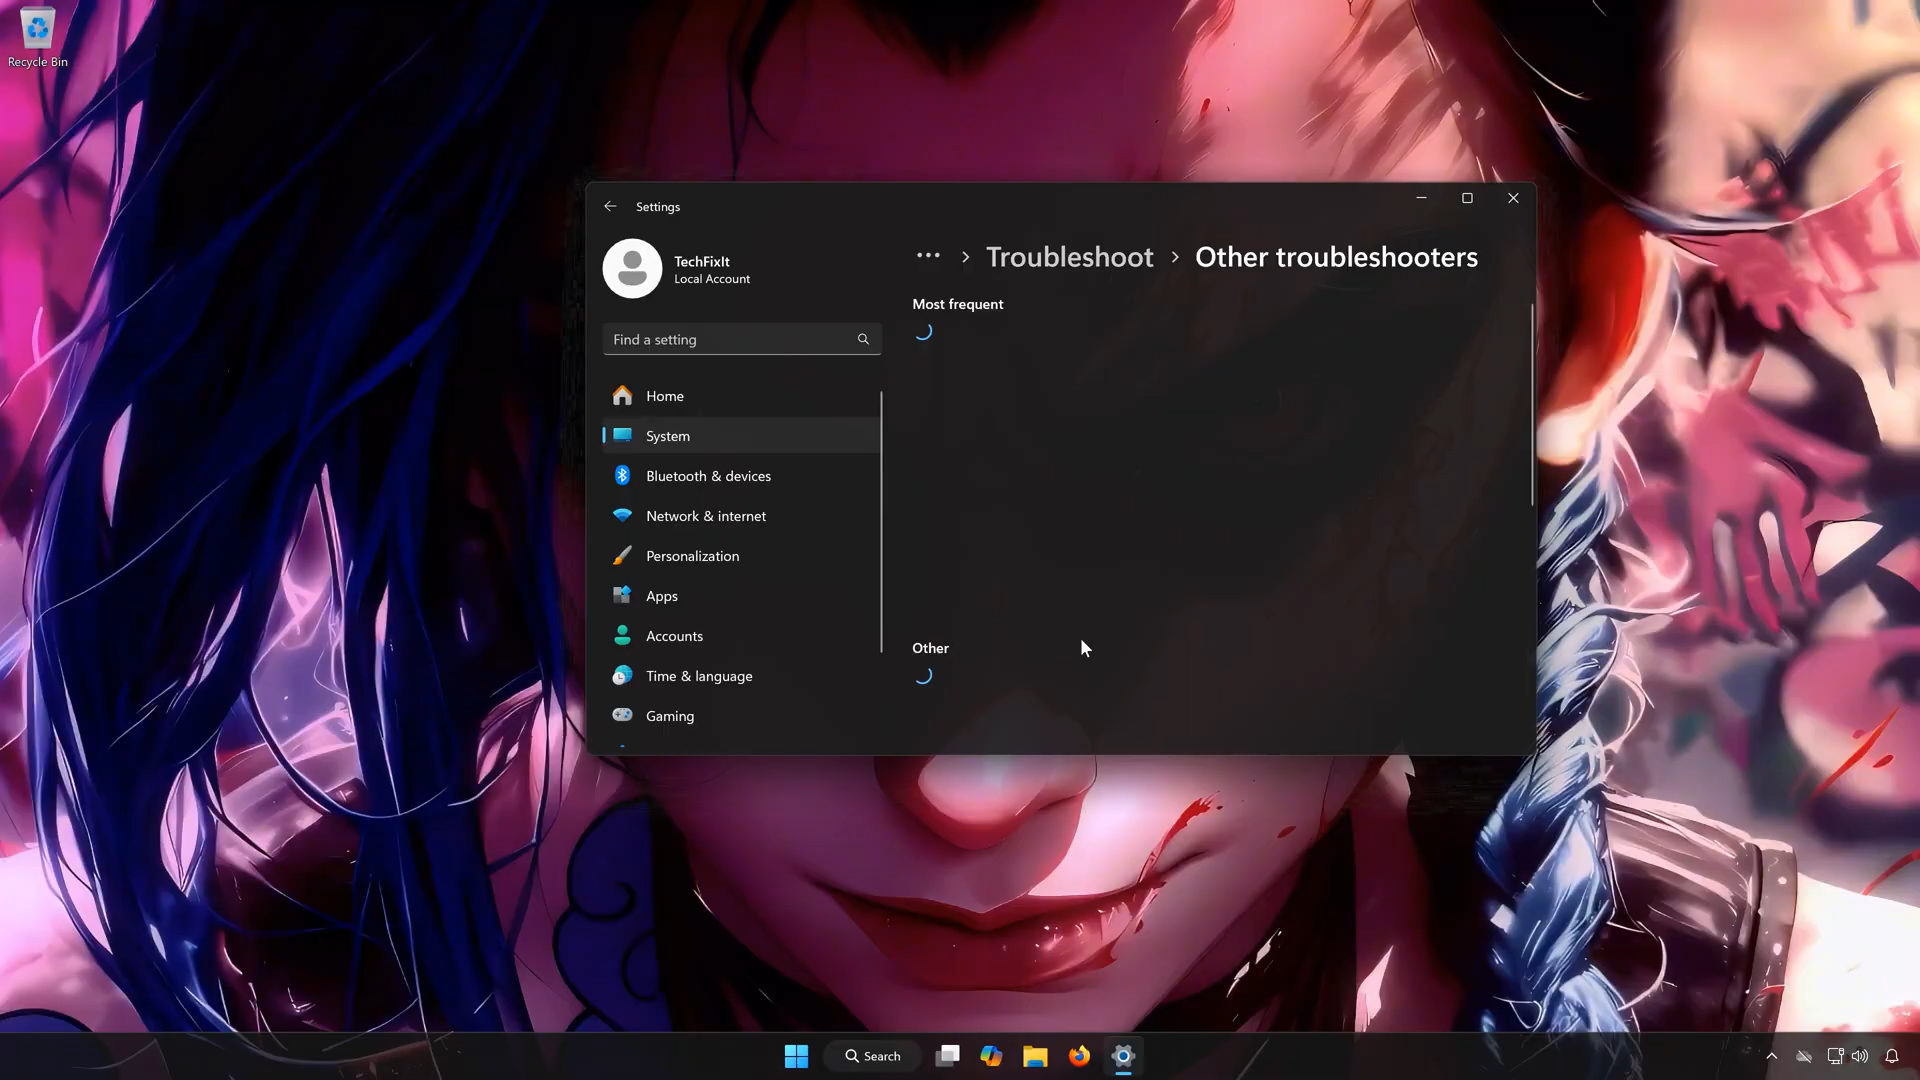 Recycle Bin
Settings
TechFixIt
Local Account
Find a setting
Home
System
Bluetooth & devices
Network & internet
Personalization
Apps
Accounts
Time & language
Gaming
… > Troubleshoot > Other troubleshooters
Most frequent
Other
Search